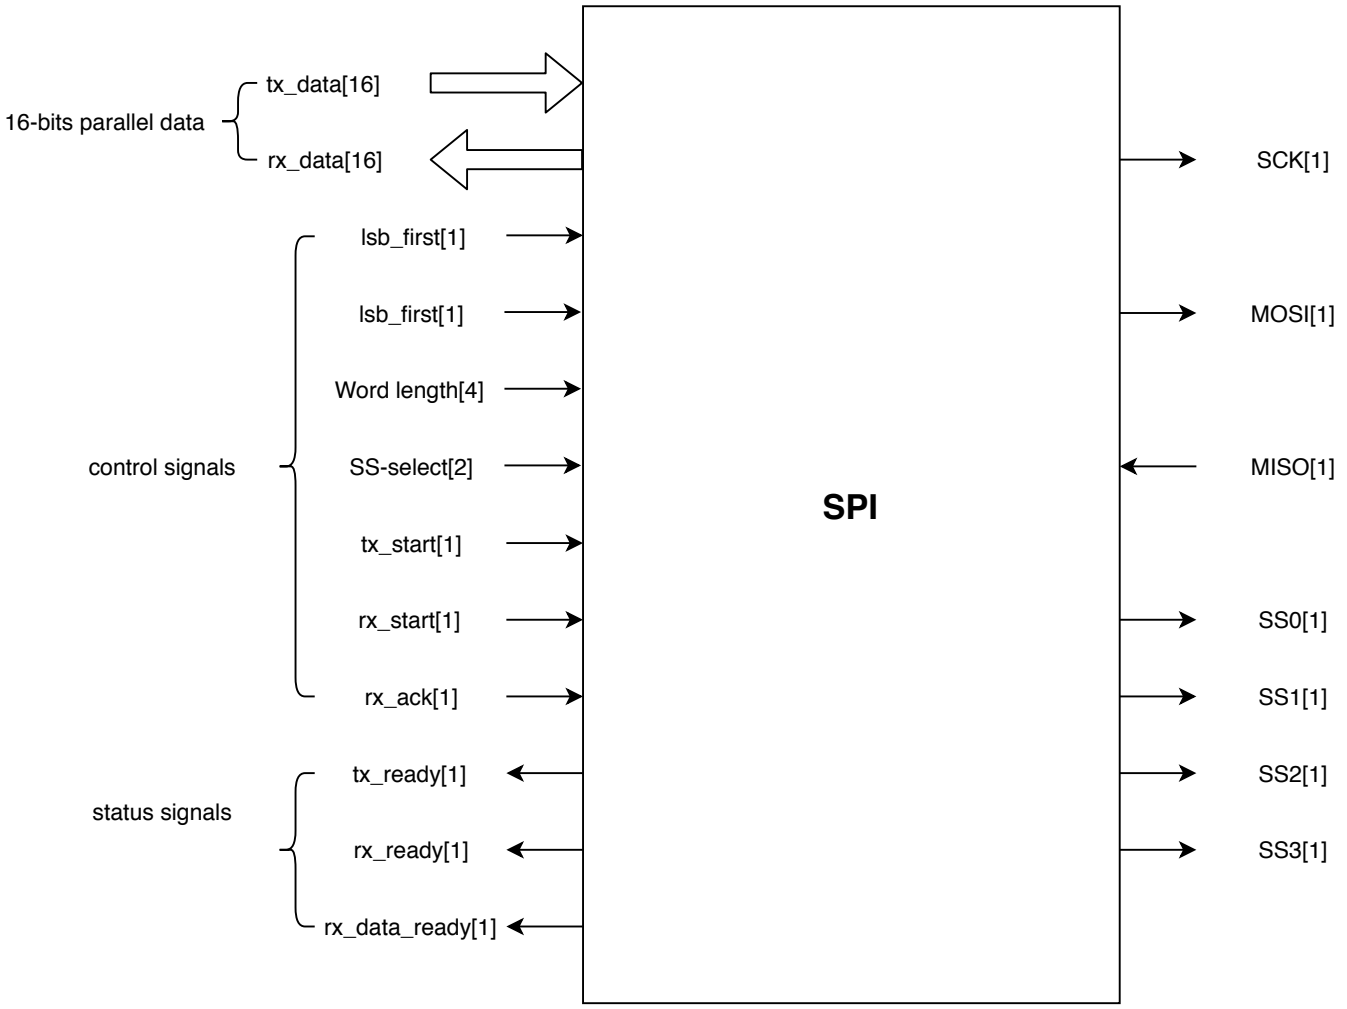 tx_data[16]
16-bits parallel data
rx_data[16]
lsb_first[1]
lsb_first[1]
Word length[4]
control signals
SS-select[2]
tx_start[1]
rx_start[1]
rx_ack[1]
tx_ready[1]
status signals
rx_ready[1]
rx_data_ready[1]
SPI
SCK[1]
MOSI[1]
MISO[1]
SS0[1]
SS1[1]
SS2[1]
SS3[1]